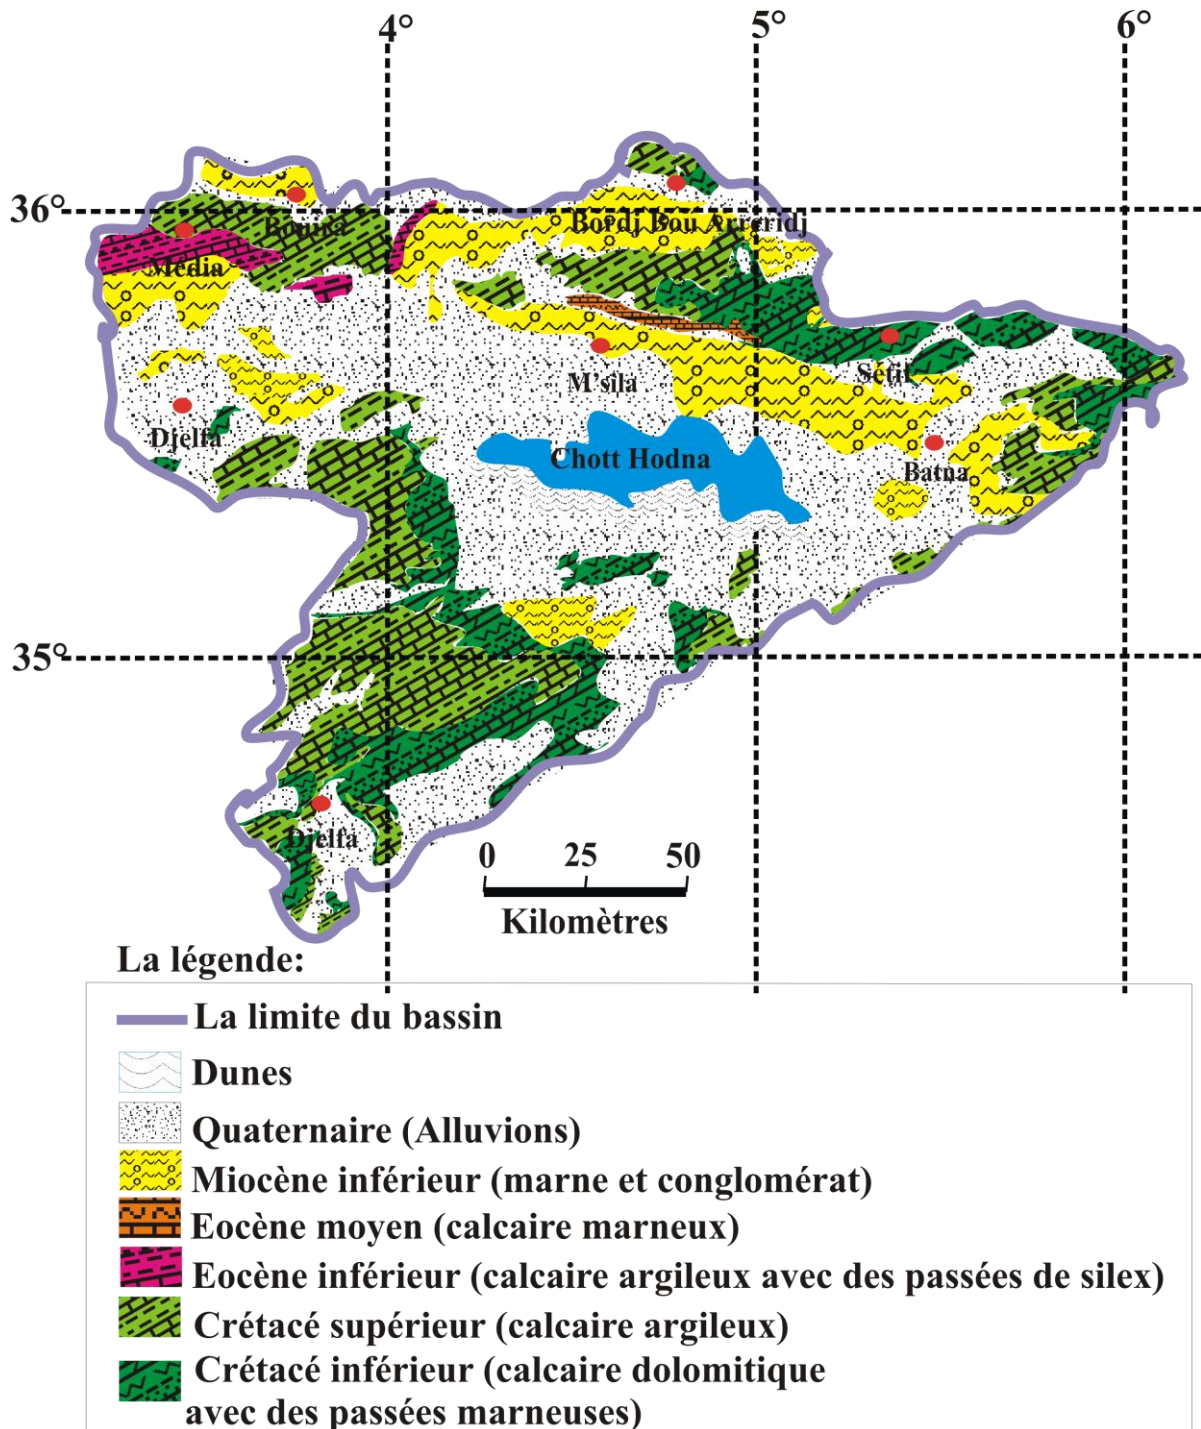 4° 5° 6°
36°
Bouira
Bordj Bou Arreridj
Média
Sétif
M'sila
Djelfa
Chott Hodna
Batna
35°
Djelfa
0 25 50
Kilomètres
La légende:
La limite du bassin
Dunes
Quaternaire (Alluvions)
Miocène inférieur (marne et conglomérat)
Eocène moyen (calcaire marneux)
Eocène inférieur (calcaire argileux avec des passées de silex)
Crétacé supérieur (calcaire argileux)
Crétacé inférieur (calcaire dolomitique
avec des passées marneuses)